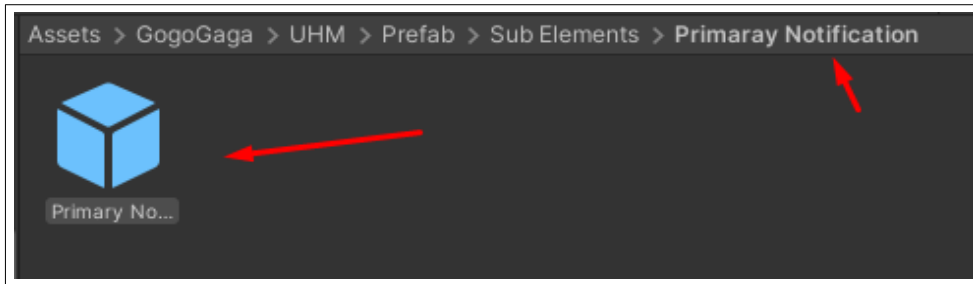 Assets > GogoGaga > UHM > Prefab > Sub Elements > Primaray Notification
Primary No...